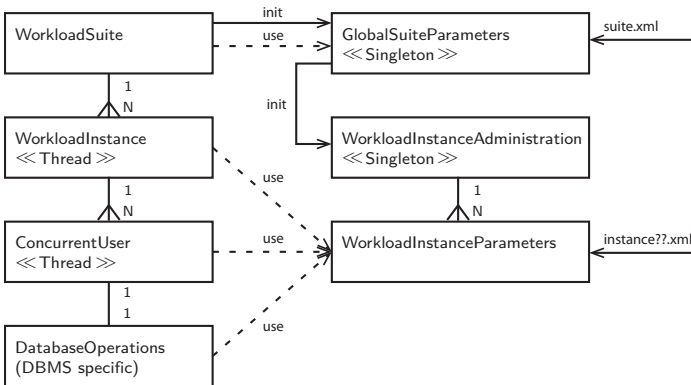 init
WorkloadSuite
use
GlobalSuiteParameters
<<Singleton>>
suite.xml
1
N
init
WorkloadInstance
<<Thread>>
WorkloadInstanceAdministration
<<Singleton>>
use
1
N
1
N
ConcurrentUser
<<Thread>>
use
WorkloadInstanceParameters
instance??.xml
1
1
use
DatabaseOperations
(DBMS specific)